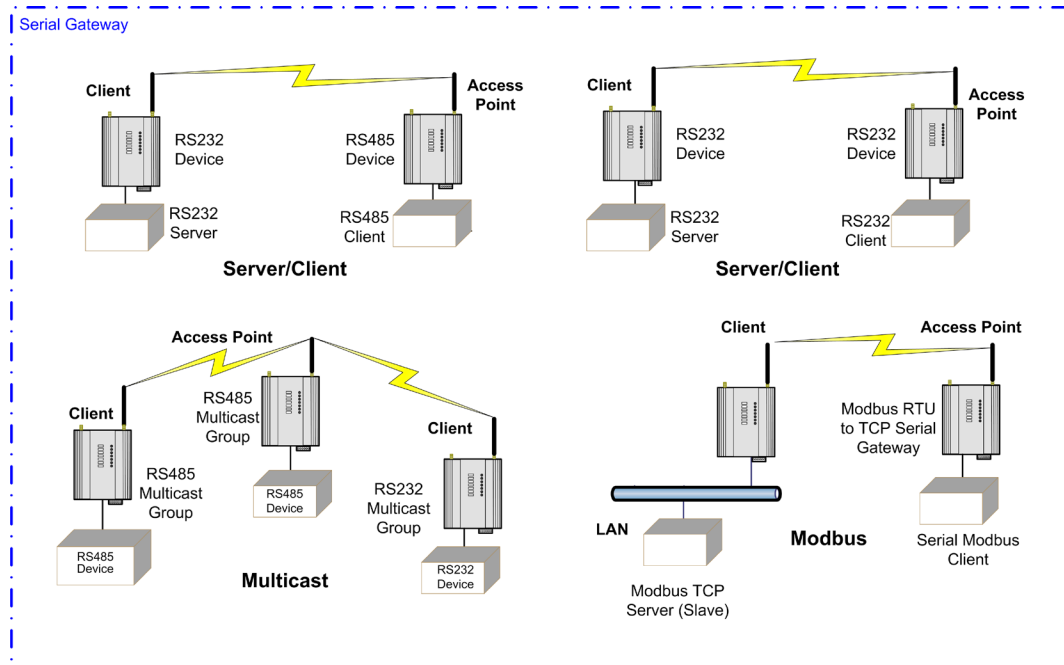 Serial Gateway
Client
Access
Point
RS232
Device
RS485
Device
RS232
Server
RS485
Client
Server/Client
Client
Access
Point
RS232
Device
RS232
Device
RS232
Server
RS232
Client
Server/Client
Access Point
Client
RS485
Multicast
Group
Client
RS485
Multicast
Group
RS485
Device
RS232
Multicast
Group
RS485
Device
RS232
Device
Multicast
Client
Access Point
Modbus RTU
to TCP Serial
Gateway
LAN
Modbus
Serial Modbus
Client
Modbus TCP
Server (Slave)